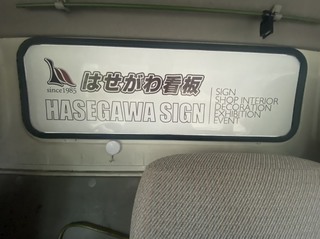 since1985
はせがわ看板
HASEGAWA SIGN
SIGN
SHOP INTERIOR
DECORATION
EXHIBITION
EVENT